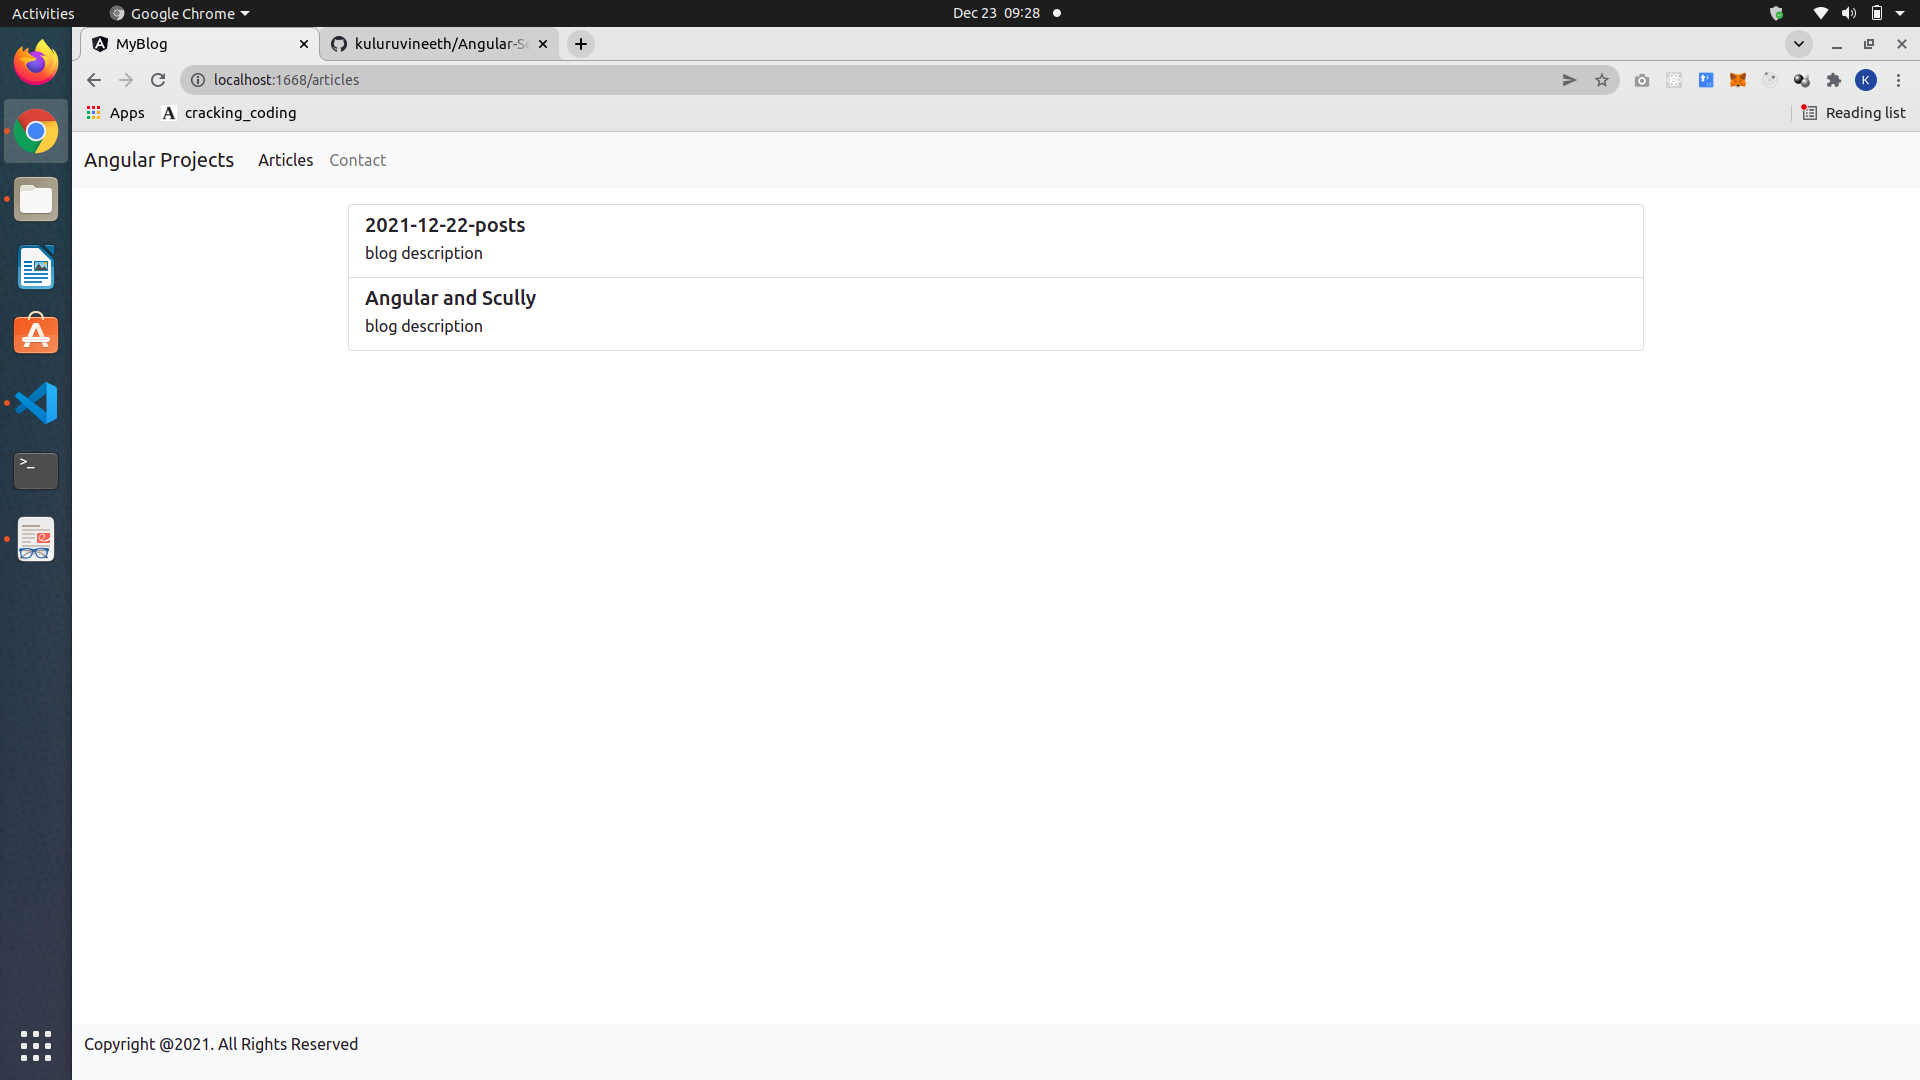 Activities
Google Chrome
Dec 23 09:28
MyBlog
kuluruvineeth/Angular-Sc
localhost:1668/articles
K
Apps
A
cracking_coding
Reading list
Angular Projects
Articles
Contact
2021-12-22-posts
blog description
Angular and Scully
blog description
Copyright @2021. All Rights Reserved